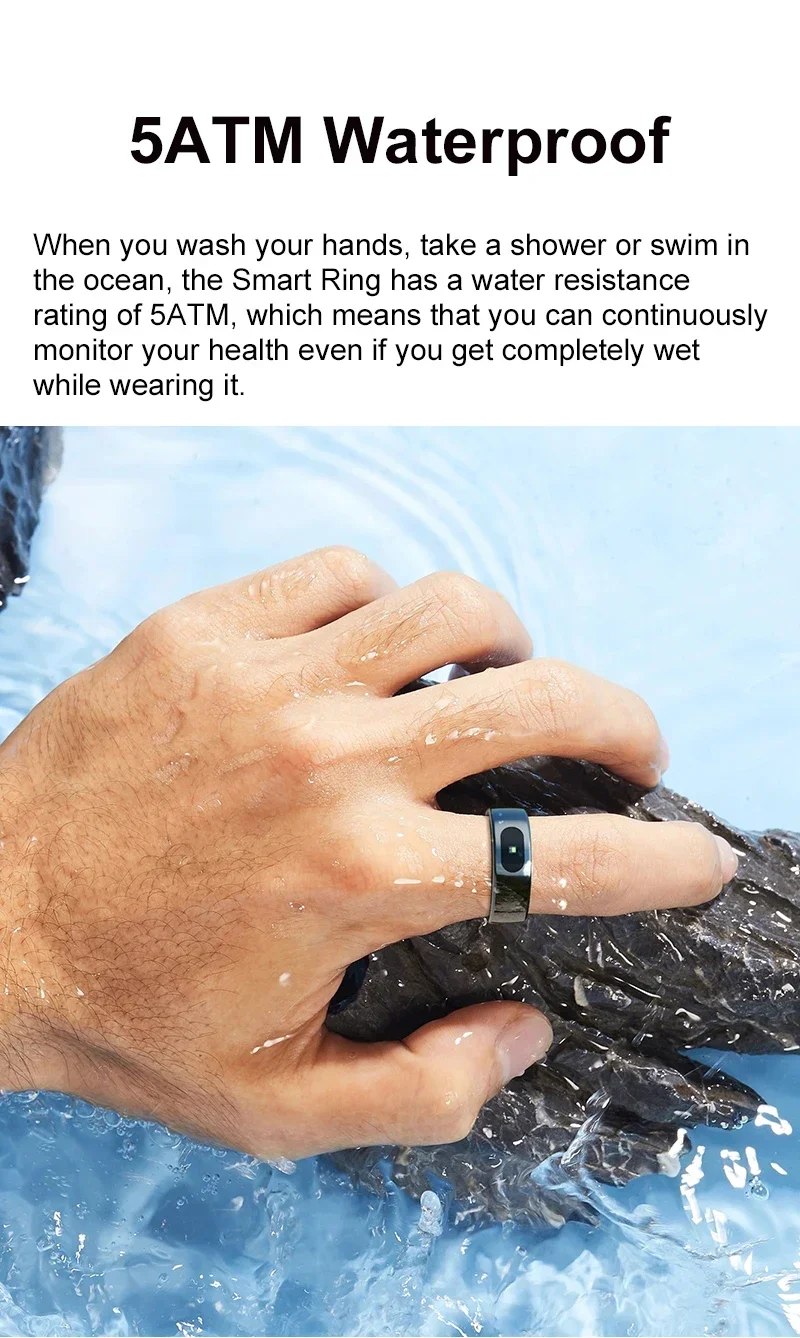 5ATM Waterproof
When you wash your hands, take a shower or swim in
the ocean, the Smart Ring has a water resistance
rating of 5ATM, which means that you can continuously
monitor your health even if you get completely wet
while wearing it.